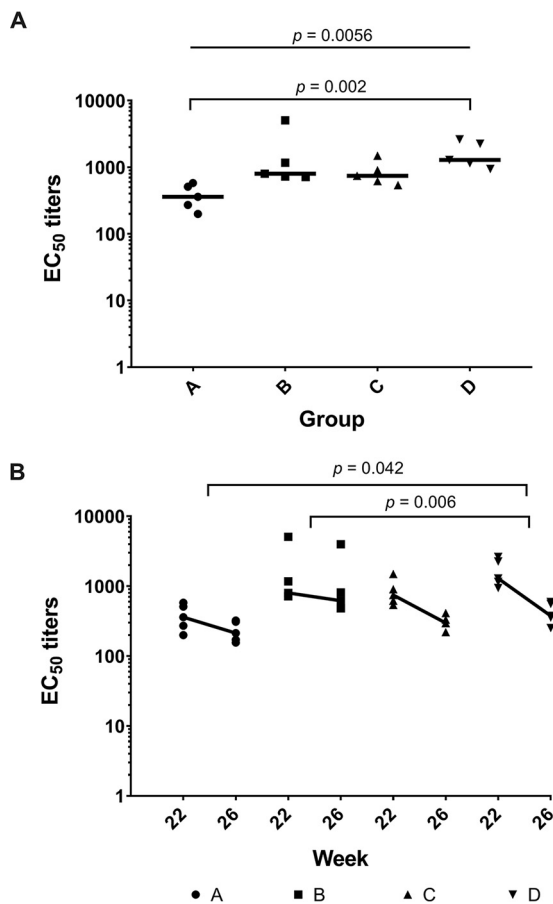 A
p = 0.0056
p = 0.002
10000
1000
100
10
1
EC50 titers
A B C D
Group
B
p = 0.042
p = 0.006
10000
1000
100
10
1
EC50 titers
22 26 22 26 22 26 22 26
Week
A B C D